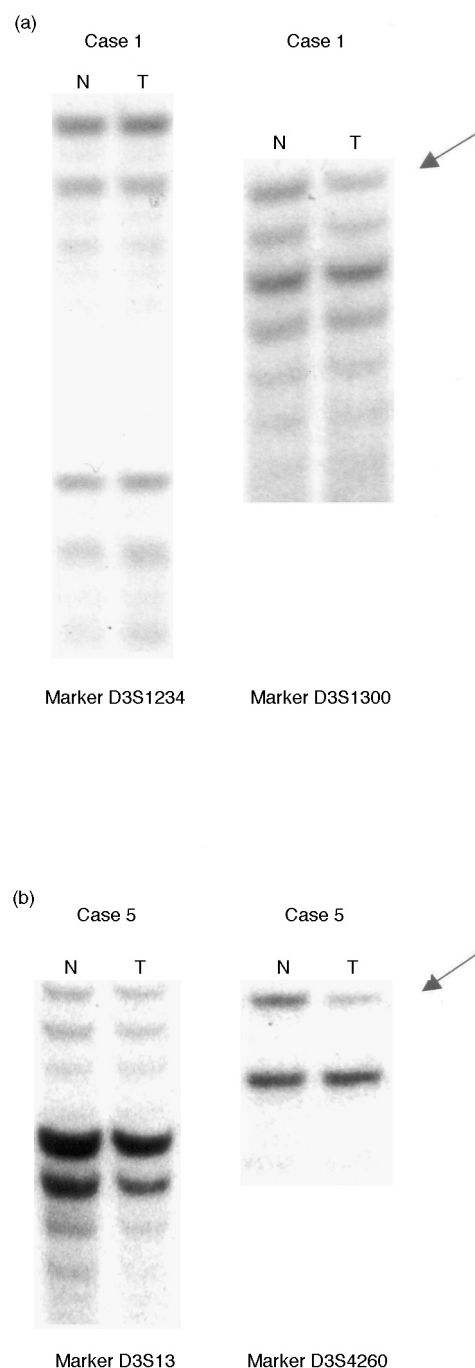 (a)
Case 1 Case 1
N T
N T
Marker D3S1234 Marker D3S1300
(b)
Case 5 Case 5
N T N T
Marker D3S13 Marker D3S4260